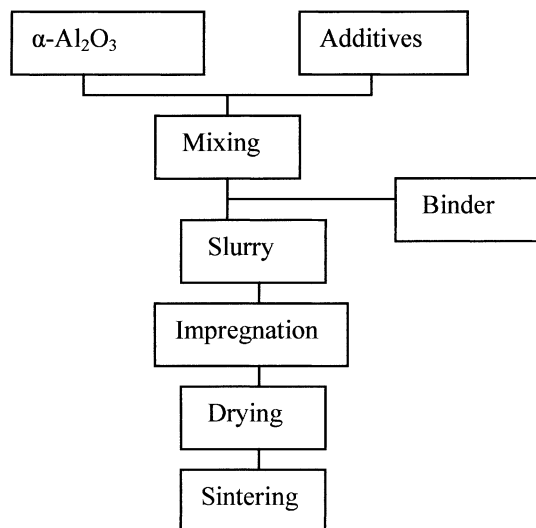 α-Al₂O₃
Additives
Mixing
Binder
Slurry
Impregnation
Drying
Sintering